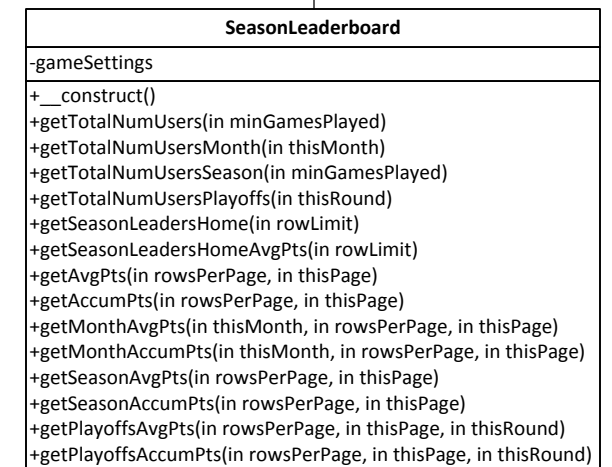 SeasonLeaderboard
-gameSettings
+__construct()
+getTotalNumUsers(in minGamesPlayed)
+getTotalNumUsersMonth(in thisMonth)
+getTotalNumUsersSeason(in minGamesPlayed)
+getTotalNumUsersPlayoffs(in thisRound)
+getSeasonLeadersHome(in rowLimit)
+getSeasonLeadersHomeAvgPts(in rowLimit)
+getAvgPts(in rowsPerPage, in thisPage)
+getAccumPts(in rowsPerPage, in thisPage)
+getMonthAvgPts(in thisMonth, in rowsPerPage, in thisPage)
+getMonthAccumPts(in thisMonth, in rowsPerPage, in thisPage)
+getSeasonAvgPts(in rowsPerPage, in thisPage)
+getSeasonAccumPts(in rowsPerPage, in thisPage)
+getPlayoffsAvgPts(in rowsPerPage, in thisPage, in thisRound)
+getPlayoffsAccumPts(in rowsPerPage, in thisPage, in thisRound)